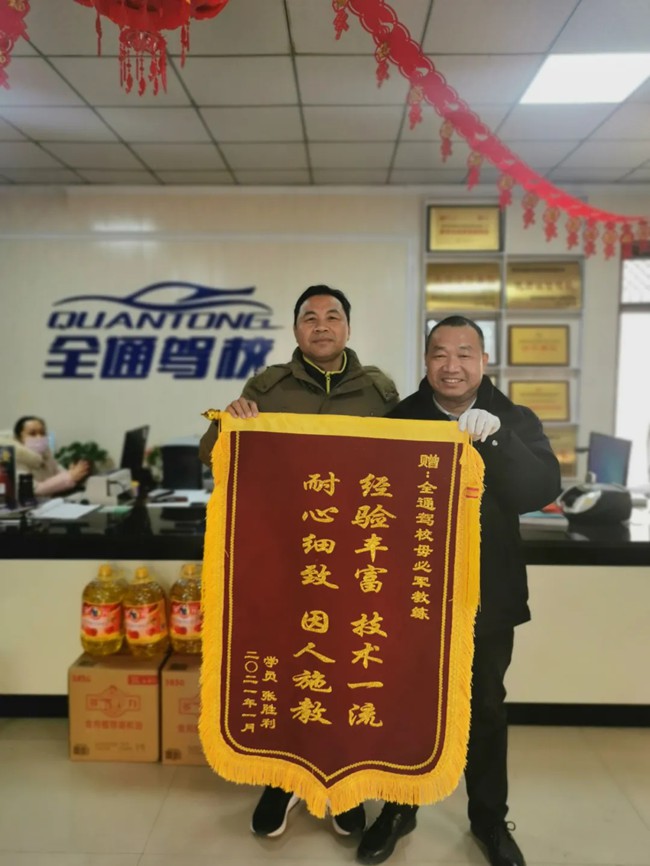 QUANTONG
全通驾校
赠：全通驾校毋必军教练
经验丰富 技术一流
耐心细致 因人施教
学员 张胜利
二〇二一年一月